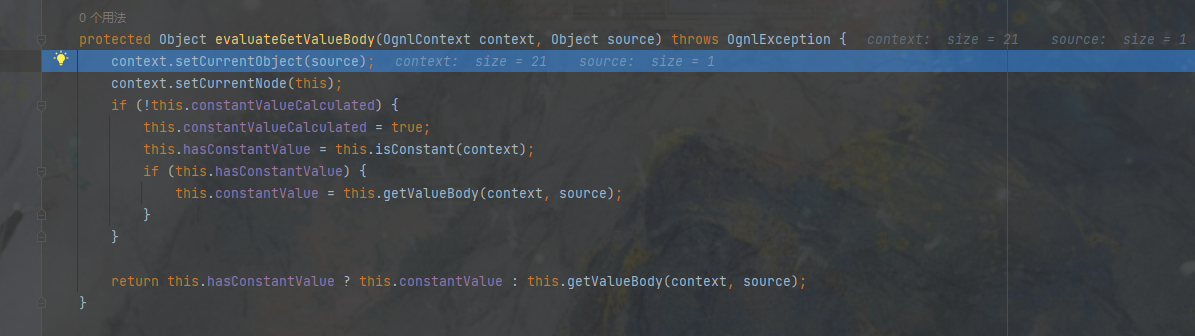 0 个用法
protected Object evaluateGetValueBody(OgnlContext context, Object source) throws OgnlException {   context:  size = 21    source:  size = 1
    context.setCurrentObject(source);   context:  size = 21    source:  size = 1
    context.setCurrentNode(this);
    if (!this.constantValueCalculated) {
        this.constantValueCalculated = true;
        this.hasConstantValue = this.isConstant(context);
        if (this.hasConstantValue) {
            this.constantValue = this.getValueBody(context, source);
        }
    }
    return this.hasConstantValue ? this.constantValue : this.getValueBody(context, source);
}